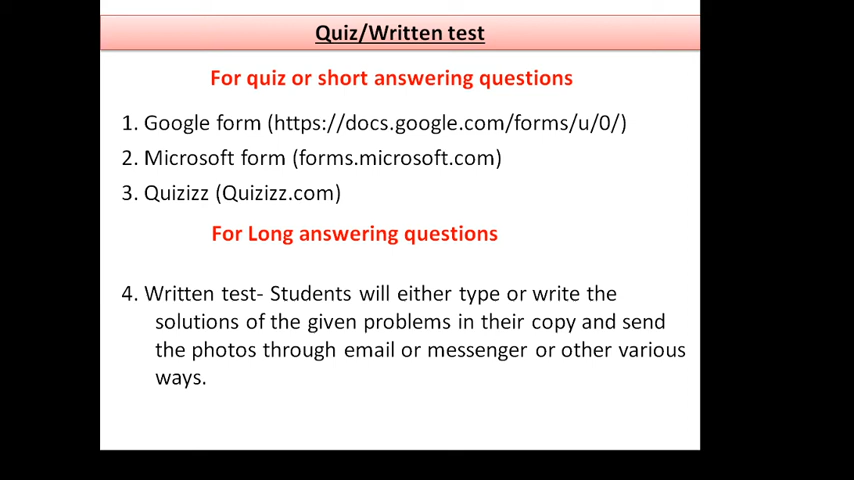 Quiz/Written test
For quiz or short answering questions
1. Google form (https://docs.google.com/forms/u/0/)
2. Microsoft form (forms.microsoft.com)
3. Quizizz (Quizizz.com)
For Long answering questions
4. Written test- Students will either type or write the
solutions of the given problems in their copy and send
the photos through email or messenger or other various
ways.